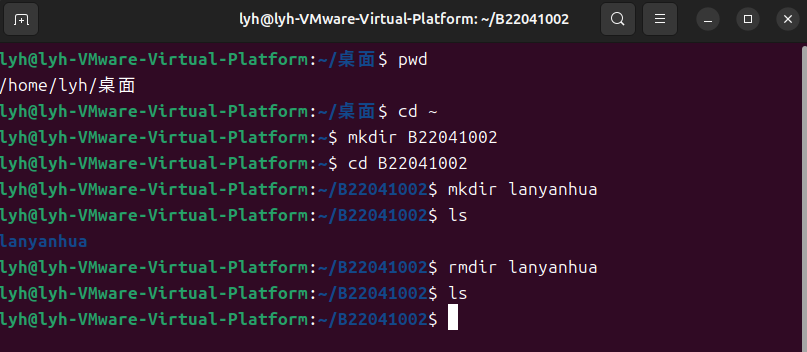 lyh@lyh-VMware-Virtual-Platform: ~/B22041002
lyh@lyh-VMware-Virtual-Platform:~/桌面$ pwd
/home/lyh/桌面
lyh@lyh-VMware-Virtual-Platform:~/桌面$ cd ~
lyh@lyh-VMware-Virtual-Platform:~$ mkdir B22041002
lyh@lyh-VMware-Virtual-Platform:~$ cd B22041002
lyh@lyh-VMware-Virtual-Platform:~/B22041002$ mkdir lanyanhua
lyh@lyh-VMware-Virtual-Platform:~/B22041002$ ls
lanyanhua
lyh@lyh-VMware-Virtual-Platform:~/B22041002$ rmdir lanyanhua
lyh@lyh-VMware-Virtual-Platform:~/B22041002$ ls
lyh@lyh-VMware-Virtual-Platform:~/B22041002$